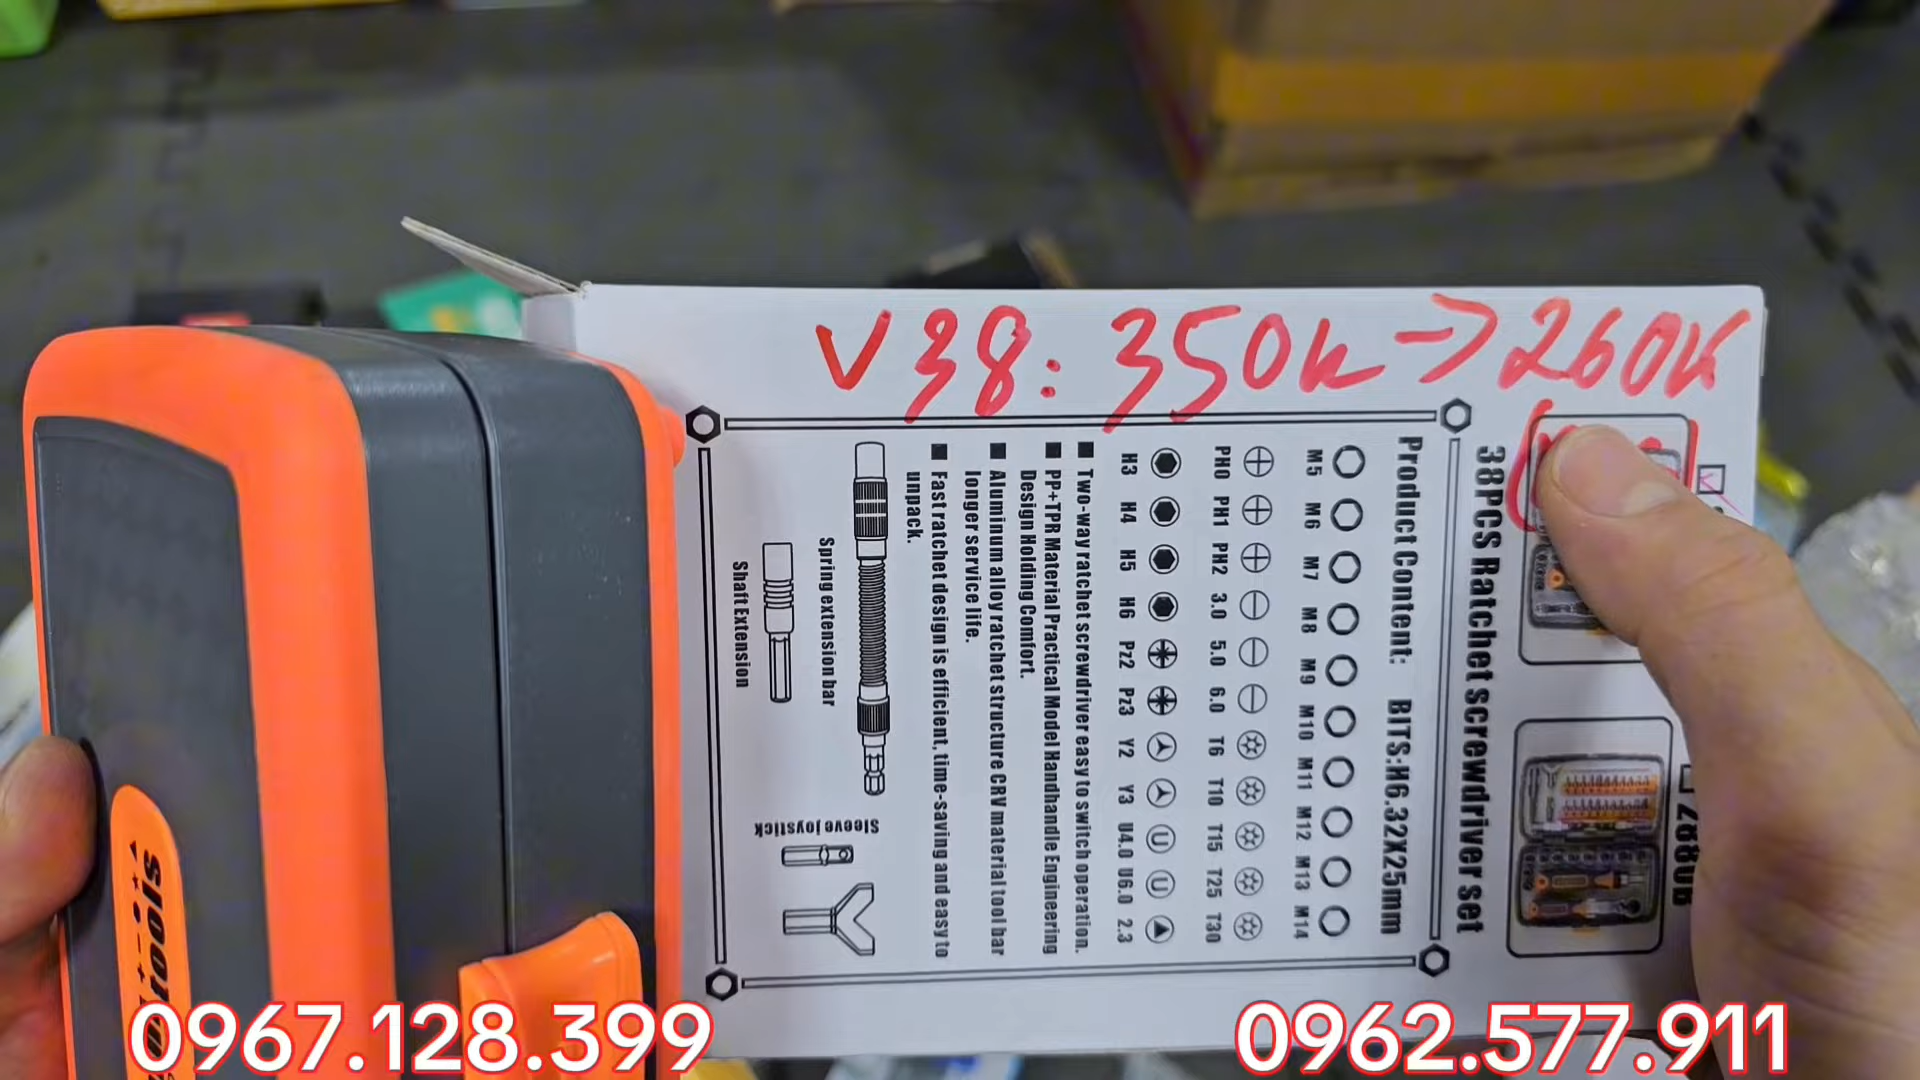 V38: 350k → 260k
38PCS Ratchet screwdriver set
Product Content: BITS:H6.32X25mm
M5 M6 M7 M8 M9 M10 M11 M12 M13 M14
PH0 PH1 PH2 3.0 5.0 6.0 T6 T10 T15 T25 T30
H3 H4 H5 H6 Pz2 Pz3 Y2 Y3 U4.0 U6.0 2.3
■ Two-way ratchet screwdriver easy to switch operation.
■ PP+TPR Material Practical Model Handhandle Engineering
Design Holding Comfort.
■ Aluminum alloy ratchet structure CRV material tool bar
longer service life.
■ Fast ratchet design is efficient, time-saving and easy to
unpack.
Spring extension bar
Shaft Extension
Sleeve joystick
0967.128.399
0962.577.911